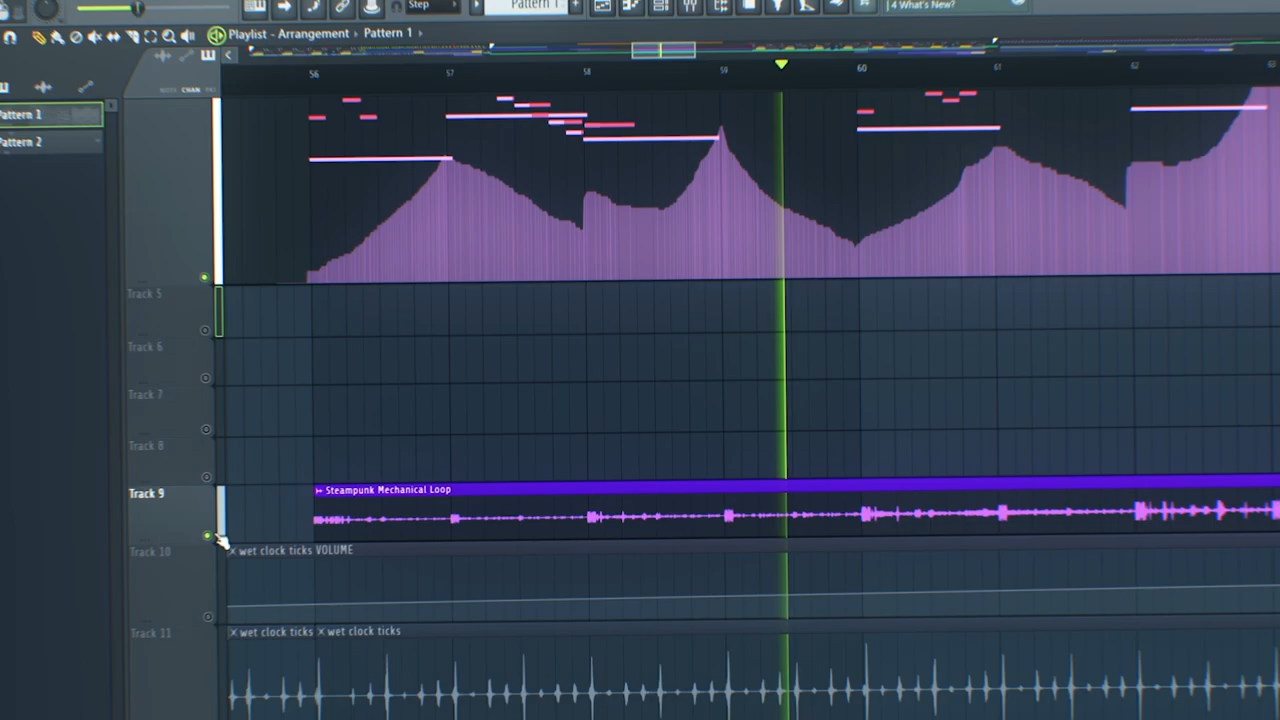 Step
Pattern 1
4 What's New?
Playlist - Arrangement › Pattern 1 ›
NOTE CHAN PAT
56 57 58 59 60 61 62
Pattern 1
Pattern 2
Track 5
Track 6
Track 7
Track 8
Track 9
Steampunk Mechanical Loop
Track 10
wet clock ticks VOLUME
Track 11
wet clock ticks
wet clock ticks